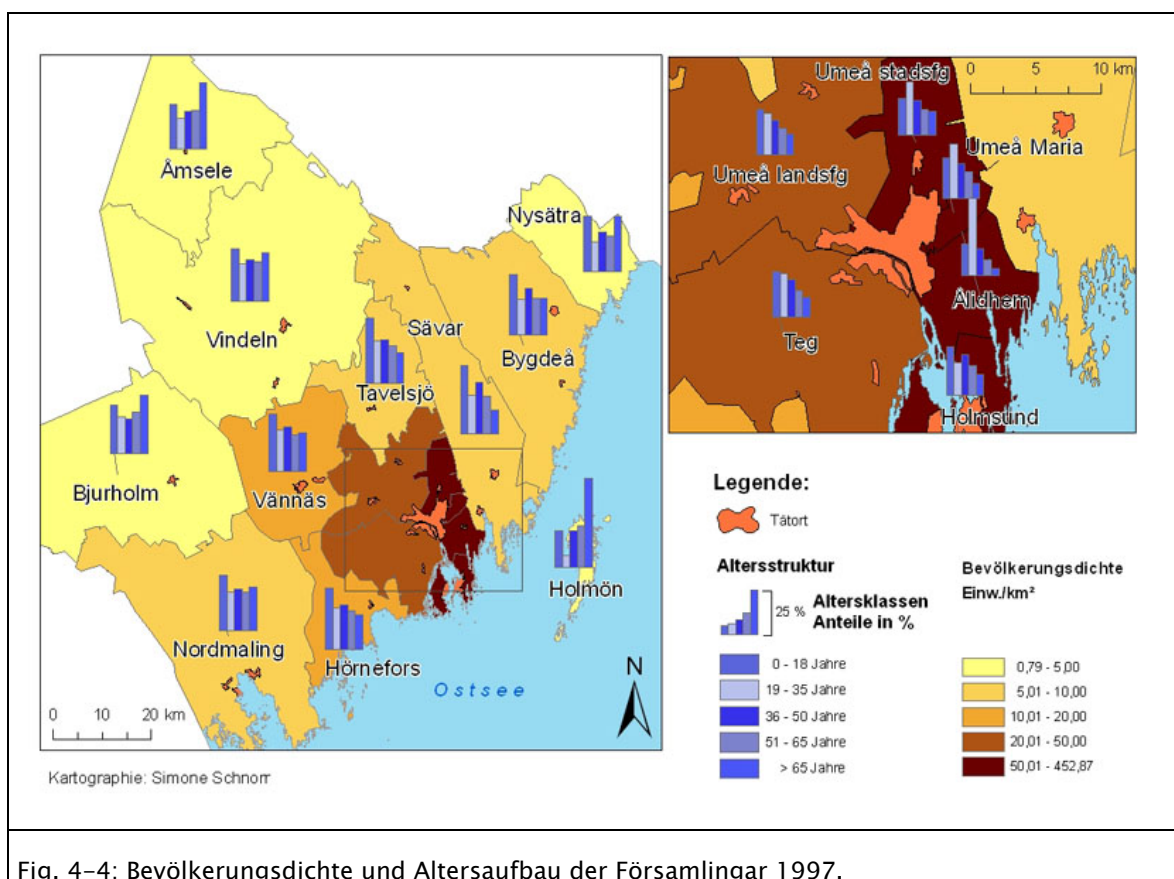 Åmsele
Nysätra
Vindeln
Sävar
Bygdeå
Tavelsjö
Bjurholm
Vännäs
Holmön
Nordmaling
Hörnefors
Ostsee
N
0 10 20 km
Kartographie: Simone Schnorr
Umeå stadsfg
0 5 10 km
Umeå Maria
Umeå landsfg
Ålidhem
Teg
Holmsund
Legende:
Tätort
Altersstruktur
25 % Altersklassen
Anteile in %
0 - 18 Jahre
19 - 35 Jahre
36 - 50 Jahre
51 - 65 Jahre
> 65 Jahre
Bevölkerungsdichte
Einw./km²
0,79 - 5,00
5,01 - 10,00
10,01 - 20,00
20,01 - 50,00
50,01 - 452,87
Fig. 4-4: Bevölkerungsdichte und Altersaufbau der Församlingar 1997.